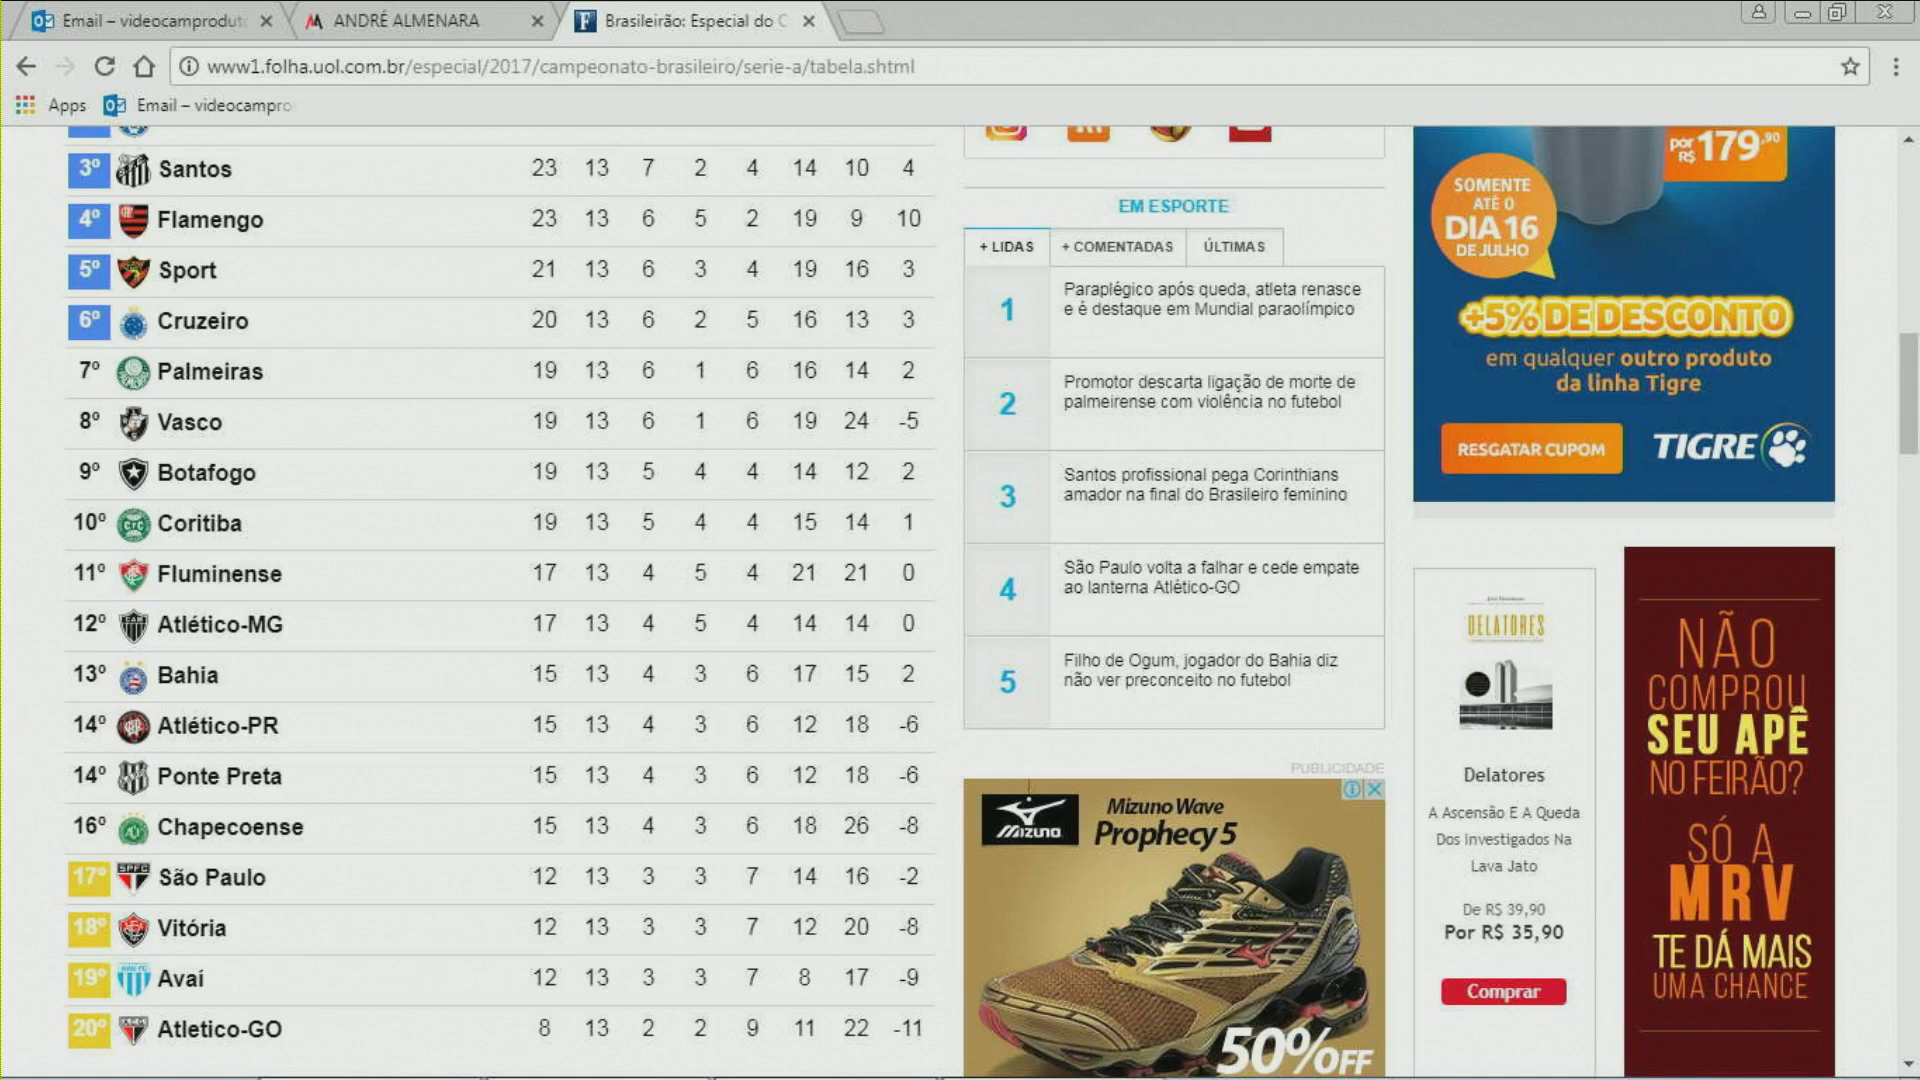 Email – videocamprodut
ANDRÉ ALMENARA
Brasileirão: Especial do C
www1.folha.uol.com.br/especial/2017/campeonato-brasileiro/serie-a/tabela.shtml
Apps
Email – videocampro
3º Santos 23 13 7 2 4 14 10 4
4º Flamengo 23 13 6 5 2 19 9 10
5º Sport 21 13 6 3 4 19 16 3
6º Cruzeiro 20 13 6 2 5 16 13 3
7º Palmeiras 19 13 6 1 6 16 14 2
8º Vasco 19 13 6 1 6 19 24 -5
9º Botafogo 19 13 5 4 4 14 12 2
10º Coritiba 19 13 5 4 4 15 14 1
11º Fluminense 17 13 4 5 4 21 21 0
12º Atlético-MG 17 13 4 5 4 14 14 0
13º Bahia 15 13 4 3 6 17 15 2
14º Atlético-PR 15 13 4 3 6 12 18 -6
14º Ponte Preta 15 13 4 3 6 12 18 -6
16º Chapecoense 15 13 4 3 6 18 26 -8
17º São Paulo 12 13 3 3 7 14 16 -2
18º Vitória 12 13 3 3 7 12 20 -8
19º Avaí 12 13 3 3 7 8 17 -9
20º Atletico-GO 8 13 2 2 9 11 22 -11
EM ESPORTE
+ LIDAS + COMENTADAS ÚLTIMAS
1
Paraplégico após queda, atleta renasce
e é destaque em Mundial paraolímpico
2
Promotor descarta ligação de morte de
palmeirense com violência no futebol
3
Santos profissional pega Corinthians
amador na final do Brasileiro feminino
4
São Paulo volta a falhar e cede empate
ao lanterna Atlético-GO
5
Filho de Ogum, jogador do Bahia diz
não ver preconceito no futebol
PUBLICIDADE
Mizuno
Mizuno Wave
Prophecy 5
50%OFF
por R$ 179,90
SOMENTE
ATÉ O
DIA 16
DE JULHO
+5% DE DESCONTO
em qualquer outro produto
da linha Tigre
RESGATAR CUPOM
TIGRE
DELATORES
Delatores
A Ascensão E A Queda
Dos Investigados Na
Lava Jato
De R$ 39,90
Por R$ 35,90
Comprar
NÃO
COMPROU
SEU APÊ
NO FEIRÃO?
SÓ A
MRV
TE DÁ MAIS
UMA CHANCE